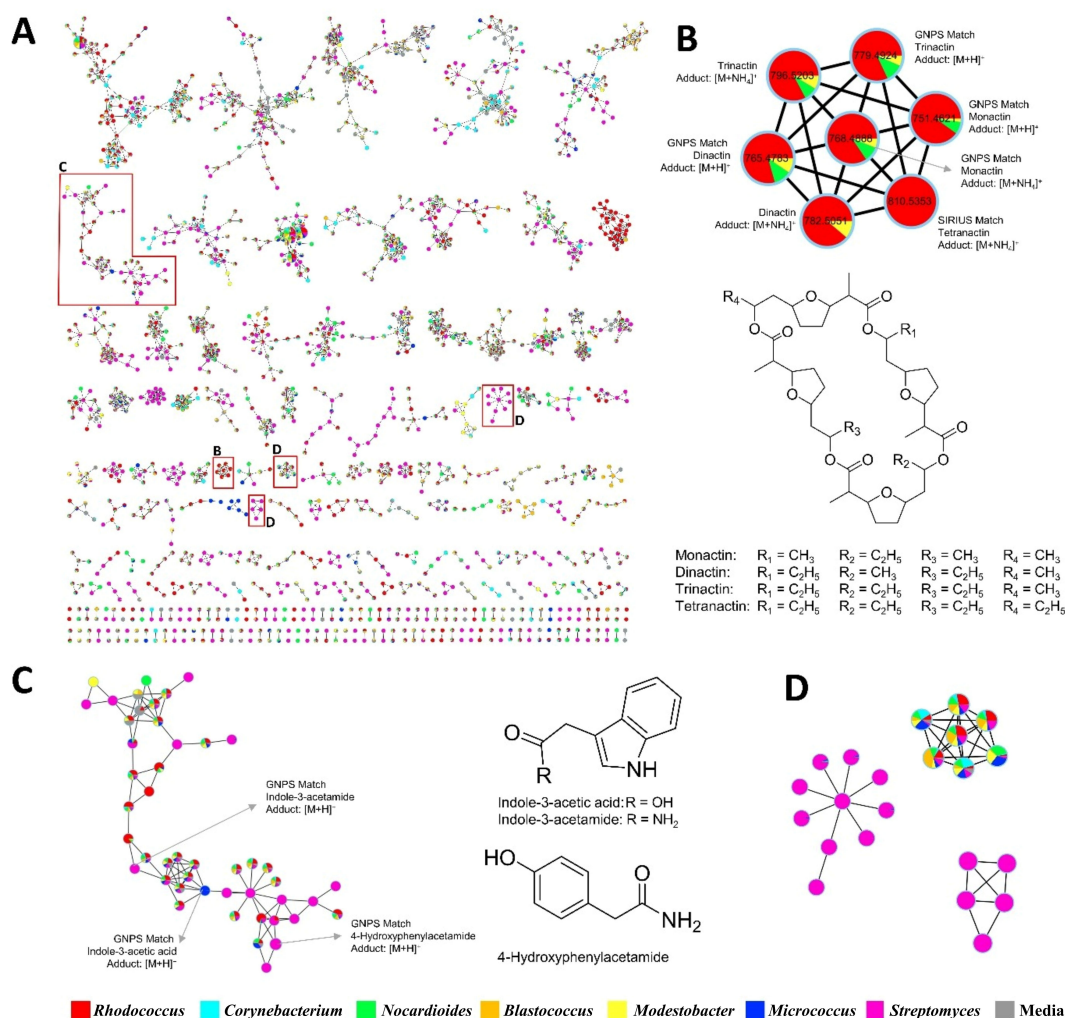 A
C
B
D
D
D
B
779.4924
796.5203
751.4621
768.4888
765.4783
782.5051
810.5353
GNPS Match
Trinactin
Adduct: [M+H]⁺
Trinactin
Adduct: [M+NH₄]⁺
GNPS Match
Monactin
Adduct: [M+H]⁺
GNPS Match
Dinactin
Adduct: [M+H]⁺
GNPS Match
Monactin
Adduct: [M+NH₄]⁺
Dinactin
Adduct: [M+NH₄]⁺
SIRIUS Match
Tetranactin
Adduct: [M+NH₄]⁺
R₄
O
O
O
R₁
O
O
O
O
R₃
O
O
O
R₂
O
O
Monactin: R₁ = CH₃ R₂ = C₂H₅ R₃ = CH₃ R₄ = CH₃
Dinactin: R₁ = C₂H₅ R₂ = CH₃ R₃ = C₂H₅ R₄ = CH₃
Trinactin: R₁ = C₂H₅ R₂ = C₂H₅ R₃ = C₂H₅ R₄ = CH₃
Tetranactin: R₁ = C₂H₅ R₂ = C₂H₅ R₃ = C₂H₅ R₄ = C₂H₅
C
GNPS Match
Indole-3-acetamide
Adduct: [M+H]⁺
GNPS Match
Indole-3-acetic acid
Adduct: [M+H]⁺
GNPS Match
4-Hydroxyphenylacetamide
Adduct: [M+H]⁺
O
R
NH
Indole-3-acetic acid: R = OH
Indole-3-acetamide: R = NH₂
HO
O
NH₂
4-Hydroxyphenylacetamide
D
Rhodococcus Corynebacterium Nocardioides Blastococcus Modestobacter Micrococcus Streptomyces Media